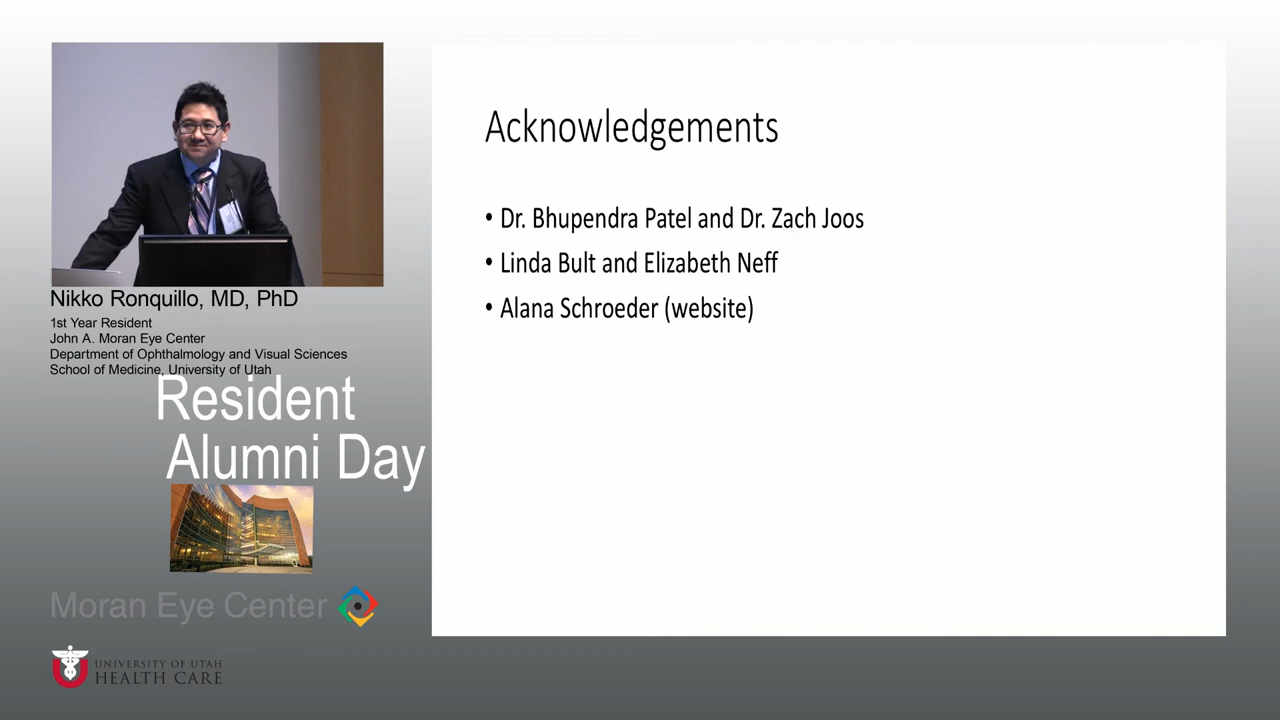 Nikko Ronquillo, MD, PhD
1st Year Resident
John A. Moran Eye Center
Department of Ophthalmology and Visual Sciences
School of Medicine, University of Utah
Resident
Alumni Day
Moran Eye Center
UNIVERSITY OF UTAH
HEALTH CARE
Acknowledgements
• Dr. Bhupendra Patel and Dr. Zach Joos
• Linda Bult and Elizabeth Neff
• Alana Schroeder (website)